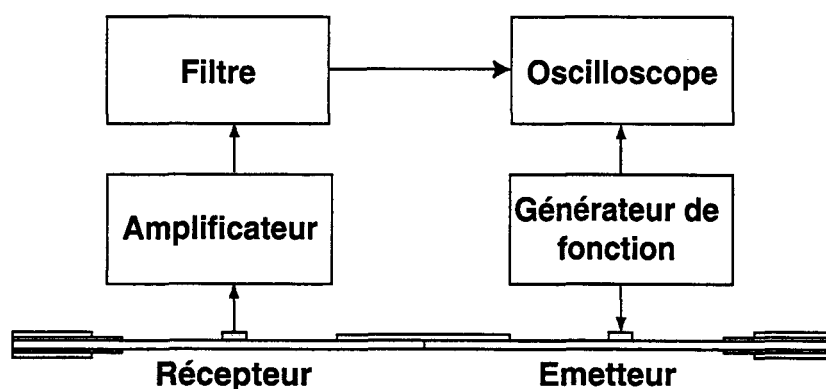 Filtre
Oscilloscope
Amplificateur
Générateur de
fonction
Récepteur
Emetteur